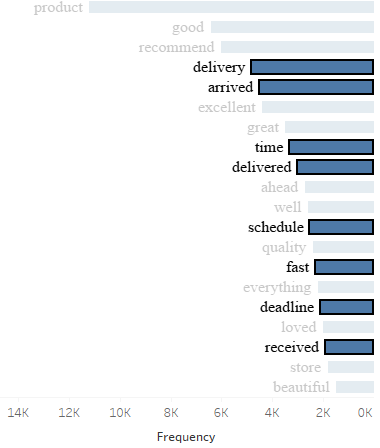 product
good
recommend
delivery
arrived
excellent
great
time
delivered
ahead
well
schedule
quality
fast
everything
deadline
loved
received
store
beautiful
14K 12K 10K 8K 6K 4K 2K 0K
Frequency